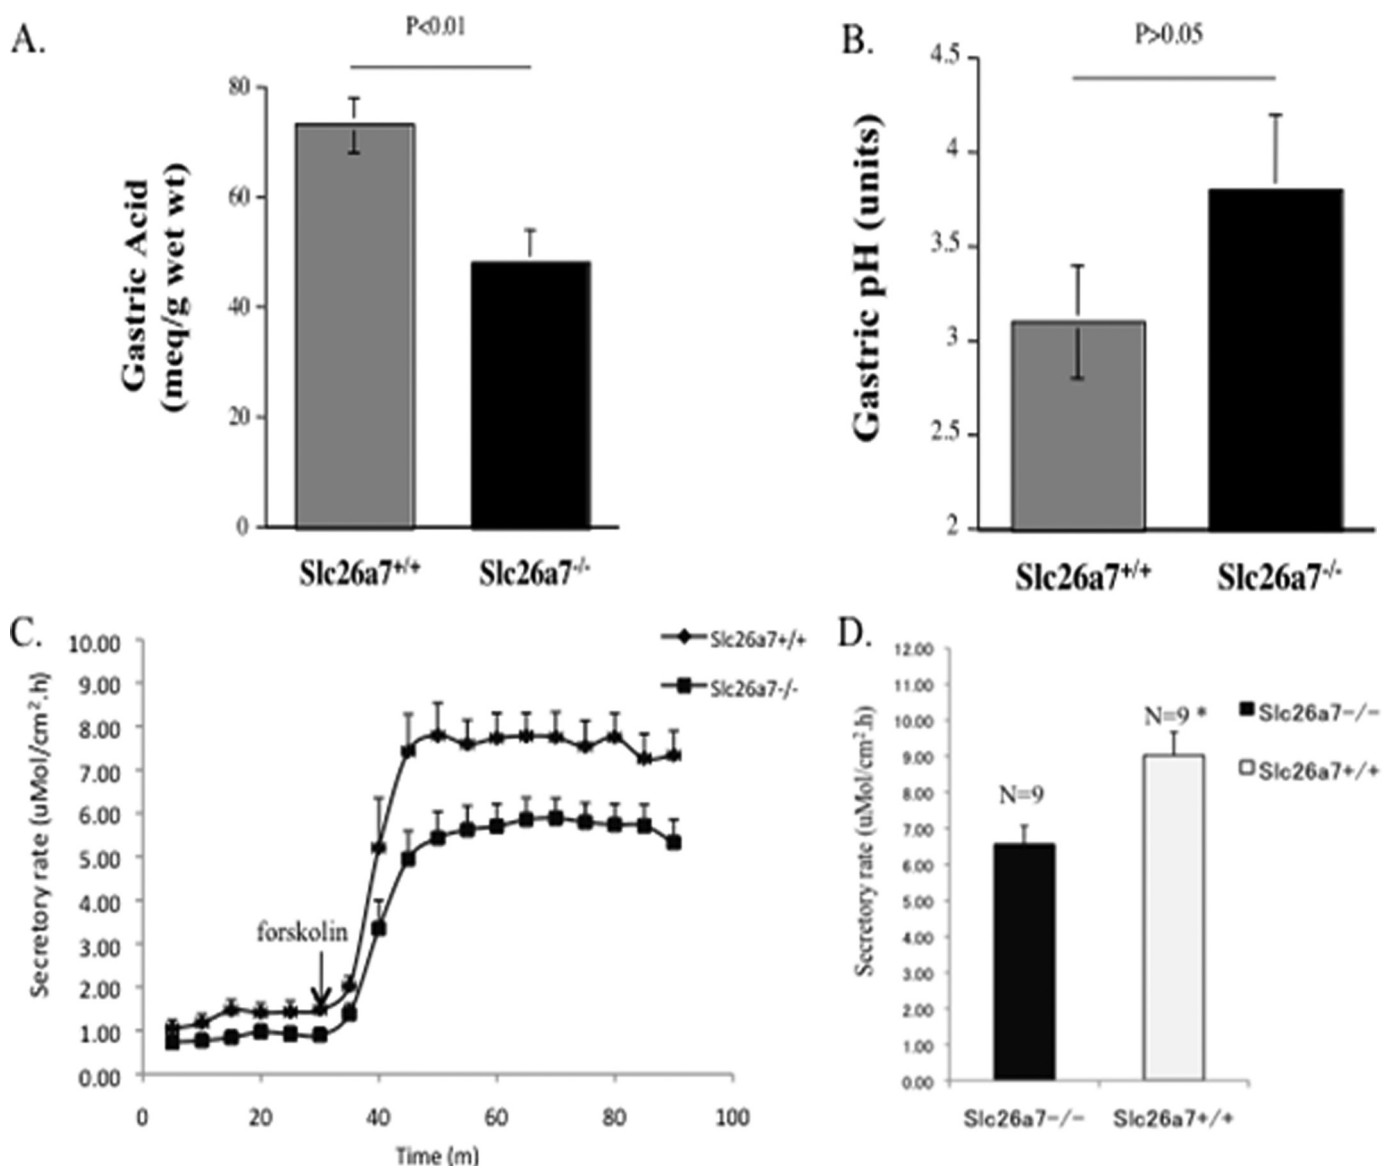 A.
P<0.01
Gastric Acid
(meq/g wet wt)
80
60
40
20
0
Slc26a7+/+
Slc26a7-/-
B.
P>0.05
Gastric pH (units)
4.5
4
3.5
3
2.5
2
Slc26a7+/+
Slc26a7-/-
C.
Secretory rate (uMol/cm².h)
10.00
9.00
8.00
7.00
6.00
5.00
4.00
3.00
2.00
1.00
0.00
forskolin
Slc26a7+/+
Slc26a7-/-
0 20 40 60 80 100
Time (m)
D.
Secretory rate (uMol/cm².h)
12.00
11.00
10.00
9.00
8.00
7.00
6.00
5.00
4.00
3.00
2.00
1.00
0.00
N=9
N=9 *
Slc26a7-/-
Slc26a7+/+
Slc26a7-/-
Slc26a7+/+